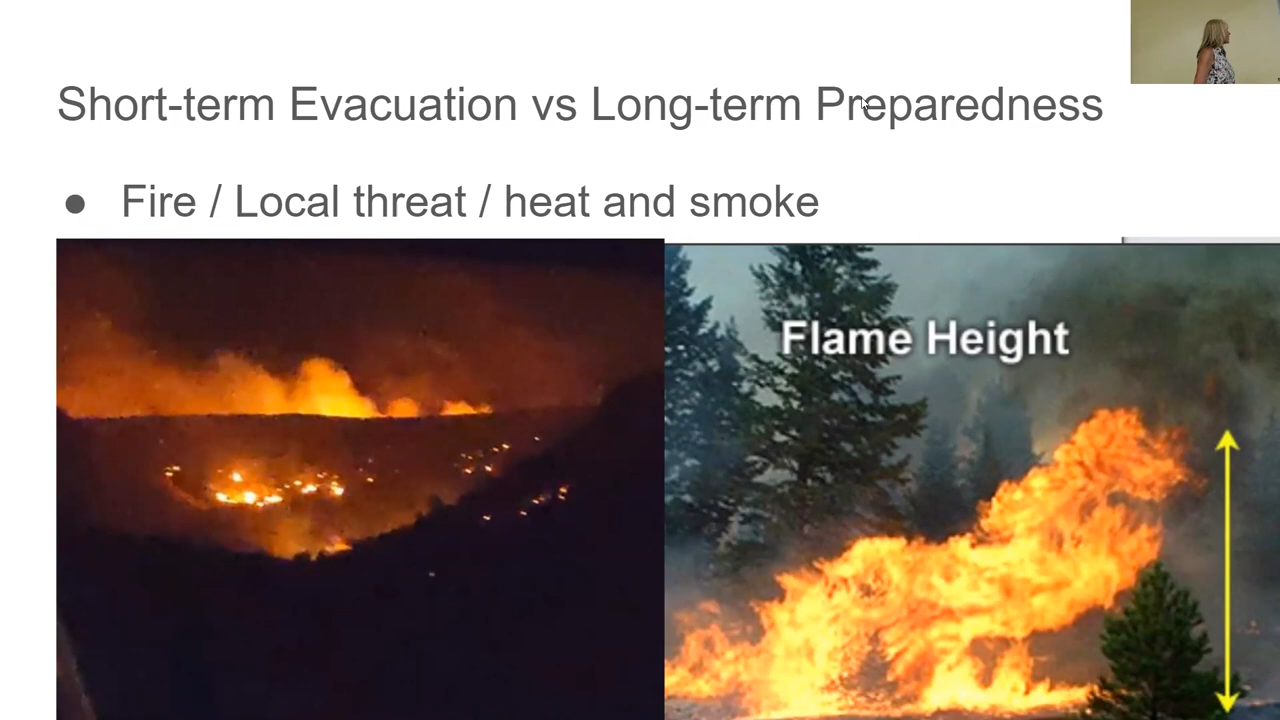 Short-term Evacuation vs Long-term Preparedness
● Fire / Local threat / heat and smoke
Flame Height